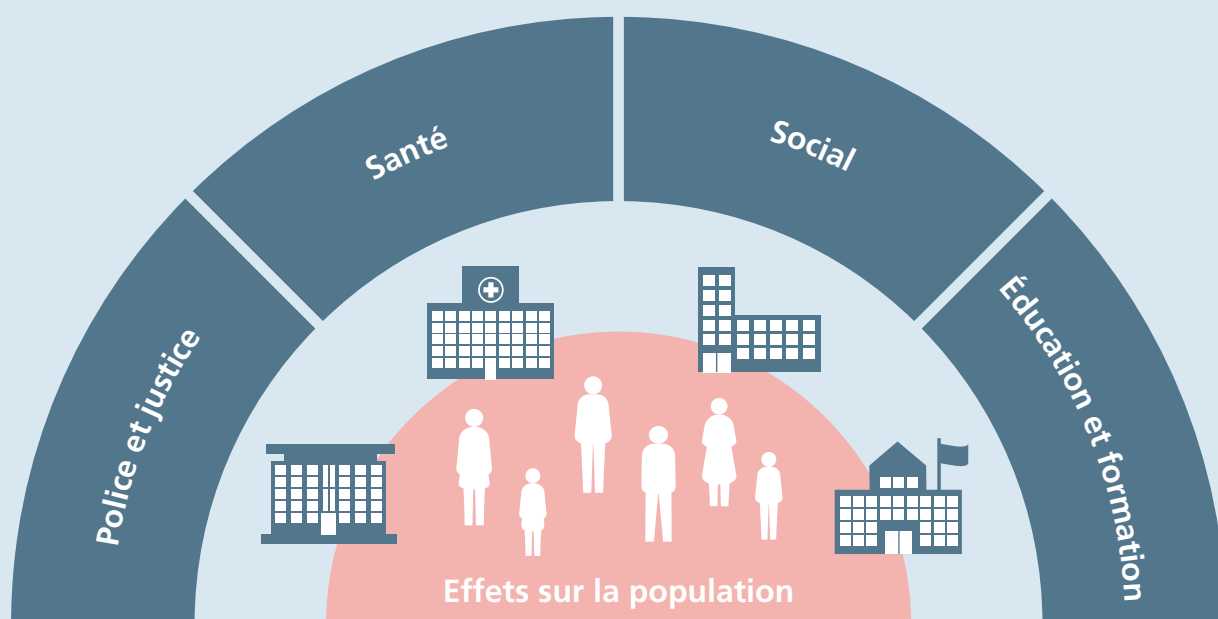 Police et justice
Santé
Social
Éducation et formation
Effets sur la population